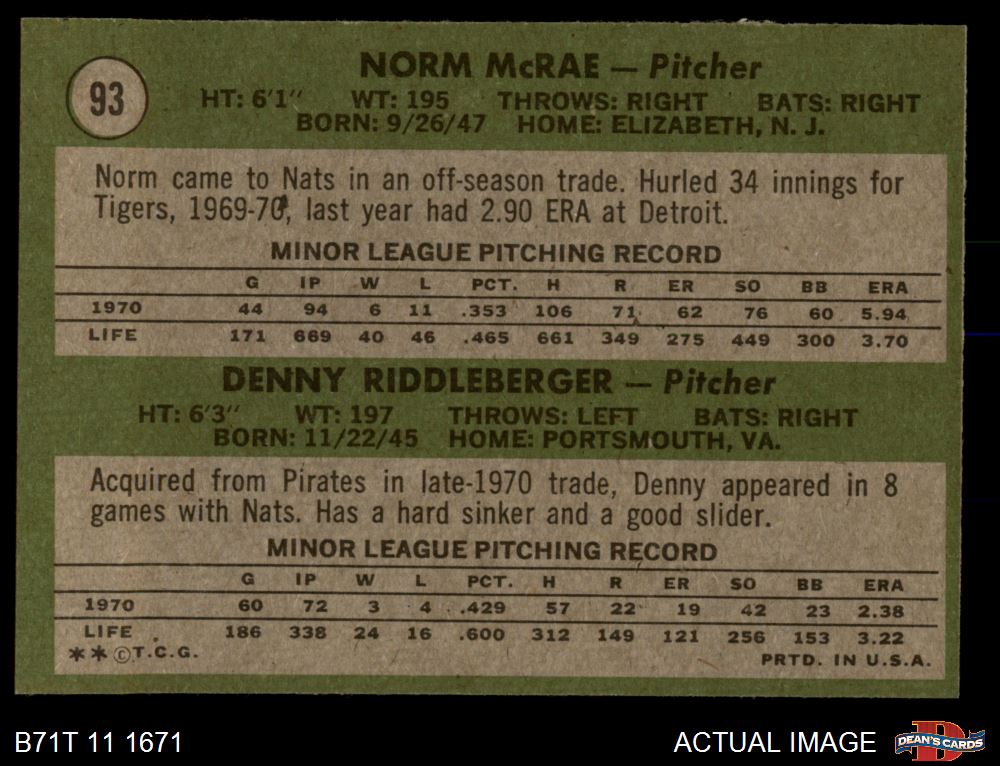 93
NORM McRAE — Pitcher
HT: 6'1" WT: 195 THROWS: RIGHT BATS: RIGHT
BORN: 9/26/47 HOME: ELIZABETH, N. J.
Norm came to Nats in an off-season trade. Hurled 34 innings for
Tigers, 1969-70, last year had 2.90 ERA at Detroit.
MINOR LEAGUE PITCHING RECORD
G IP W L PCT. H R ER SO BB ERA
1970 44 94 6 11 .353 106 71 62 76 60 5.94
LIFE 171 669 40 46 .465 661 349 275 449 300 3.70
DENNY RIDDLEBERGER — Pitcher
HT: 6'3" WT: 197 THROWS: LEFT BATS: RIGHT
BORN: 11/22/45 HOME: PORTSMOUTH, VA.
Acquired from Pirates in late-1970 trade, Denny appeared in 8
games with Nats. Has a hard sinker and a good slider.
MINOR LEAGUE PITCHING RECORD
G IP W L PCT. H R ER SO BB ERA
1970 60 72 3 4 .429 57 22 19 42 23 2.38
LIFE 186 338 24 16 .600 312 149 121 256 153 3.22
**©T.C.G. PRTD. IN U.S.A.
B71T 11 1671 ACTUAL IMAGE DEAN'S CARDS